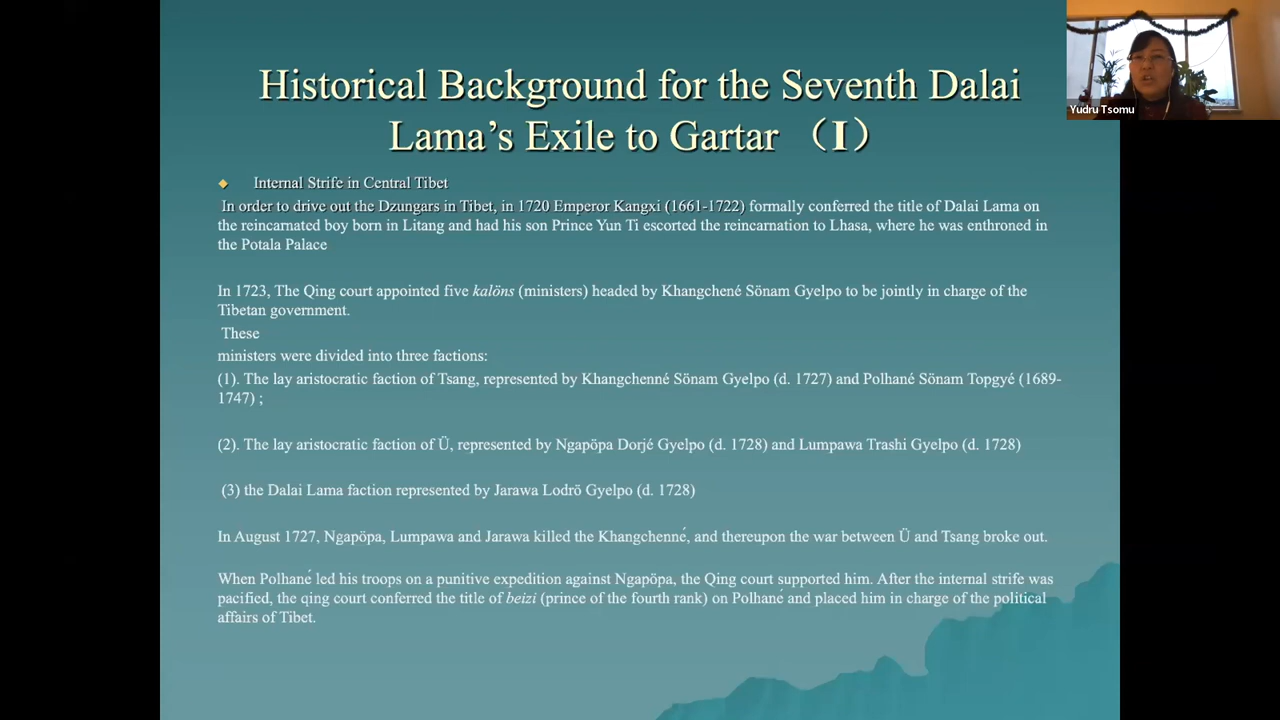 Historical Background for the Seventh Dalai
Lama’s Exile to Gartar （I）
Yudru Tsomu
Internal Strife in Central Tibet
In order to drive out the Dzungars in Tibet, in 1720 Emperor Kangxi (1661-1722) formally conferred the title of Dalai Lama on
the reincarnated boy born in Litang and had his son Prince Yun Ti escorted the reincarnation to Lhasa, where he was enthroned in
the Potala Palace
In 1723, The Qing court appointed five kalöns (ministers) headed by Khangchené Sönam Gyelpo to be jointly in charge of the
Tibetan government.
These
ministers were divided into three factions:
(1). The lay aristocratic faction of Tsang, represented by Khangchenné Sönam Gyelpo (d. 1727) and Polhané Sönam Topgyé (1689-
1747) ;
(2). The lay aristocratic faction of Ü, represented by Ngapöpa Dorjé Gyelpo (d. 1728) and Lumpawa Trashi Gyelpo (d. 1728)
(3) the Dalai Lama faction represented by Jarawa Lodrö Gyelpo (d. 1728)
In August 1727, Ngapöpa, Lumpawa and Jarawa killed the Khangchenné, and thereupon the war between Ü and Tsang broke out.
When Polhané led his troops on a punitive expedition against Ngapöpa, the Qing court supported him. After the internal strife was
pacified, the qing court conferred the title of beizi (prince of the fourth rank) on Polhané and placed him in charge of the political
affairs of Tibet.